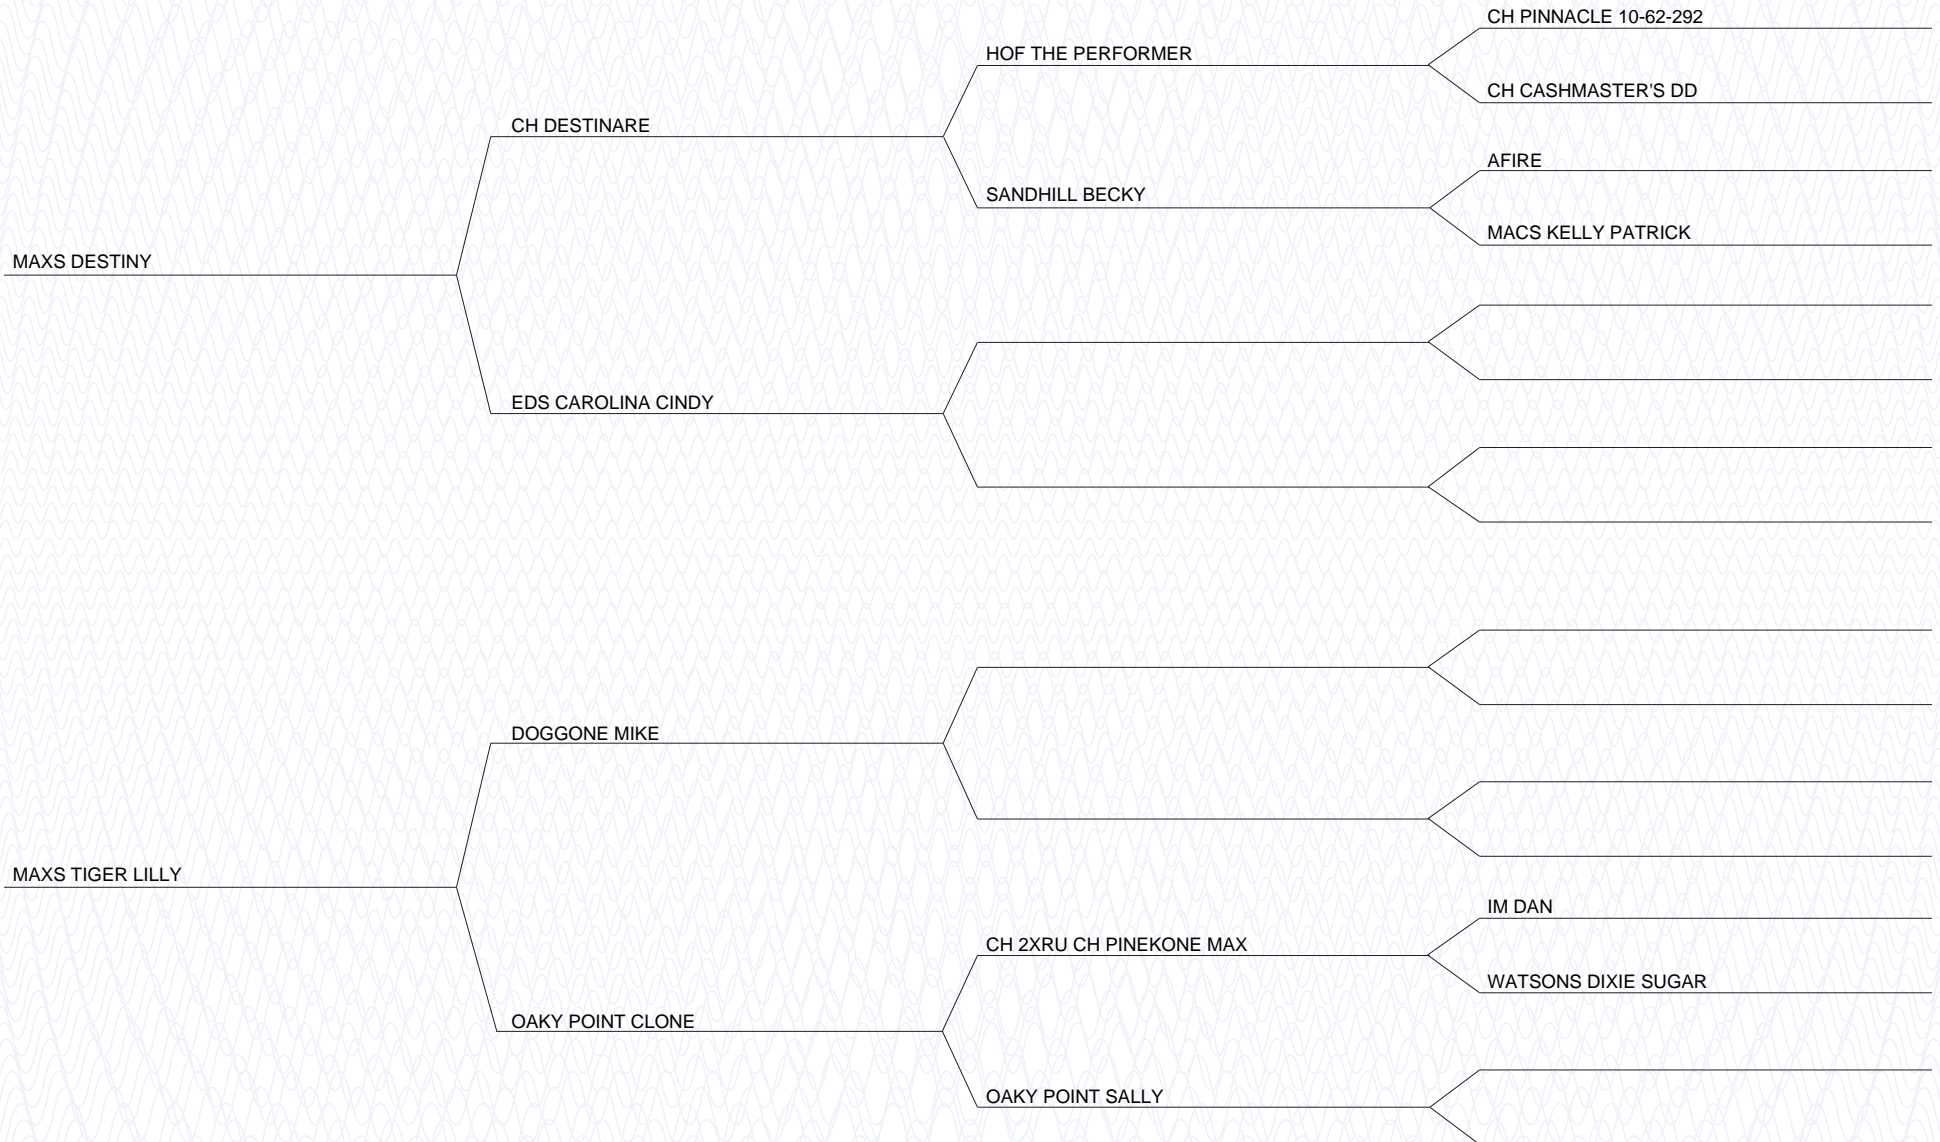 CH PINNACLE 10-62-292
HOF THE PERFORMER
CH CASHMASTER'S DD
CH DESTINARE
AFIRE
SANDHILL BECKY
MACS KELLY PATRICK
MAXS DESTINY
EDS CAROLINA CINDY
DOGGONE MIKE
MAXS TIGER LILLY
IM DAN
CH 2XRU CH PINEKONE MAX
WATSONS DIXIE SUGAR
OAKY POINT CLONE
OAKY POINT SALLY